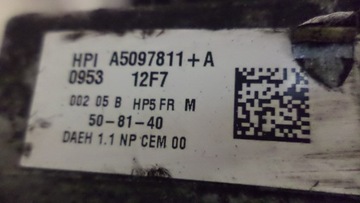 HPI A5097811+A
0953 12F7
002 05 B HP5 FR M
50-81-40
DAEH 1.1 NP CEM 00